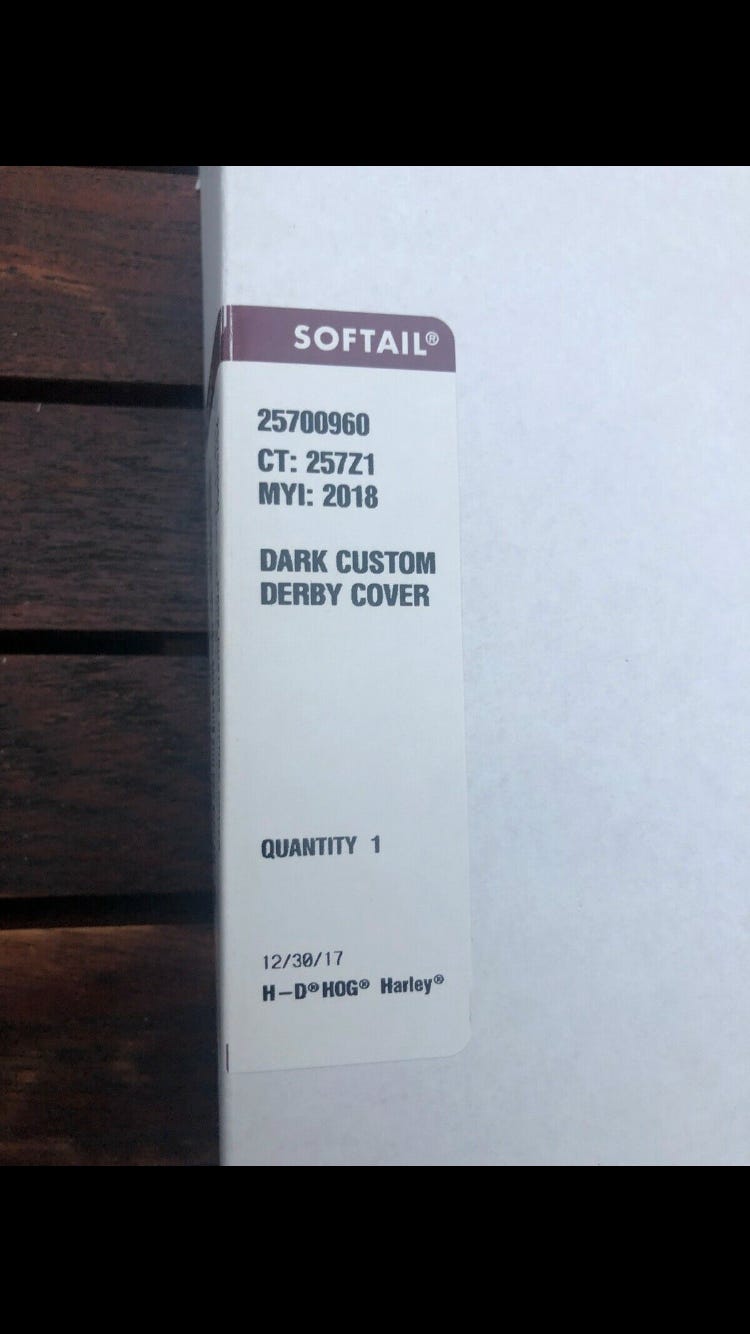 SOFTAIL®
25700960
CT: 257Z1
MYI: 2018
DARK CUSTOM
DERBY COVER
QUANTITY 1
12/30/17
H-D® HOG® Harley®